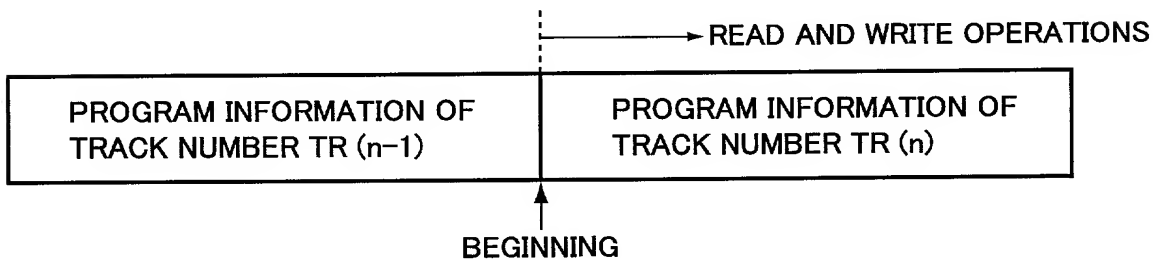 READ AND WRITE OPERATIONS
PROGRAM INFORMATION OF
TRACK NUMBER TR (n-1)
PROGRAM INFORMATION OF
TRACK NUMBER TR (n)
BEGINNING